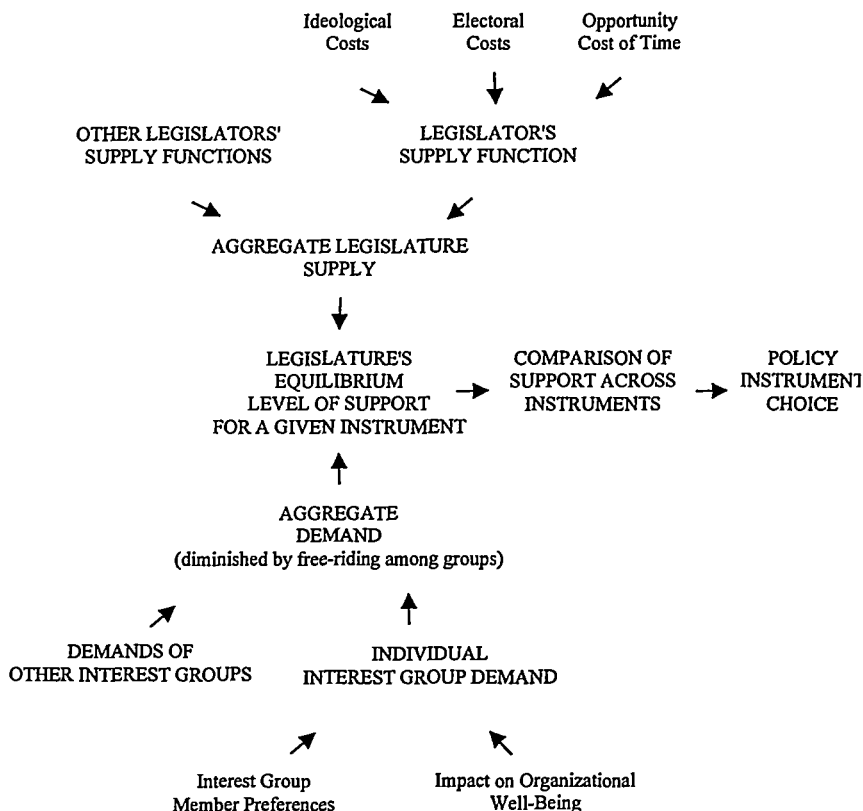 Ideological
Costs
Electoral
Costs
Opportunity
Cost of Time
OTHER LEGISLATORS'
SUPPLY FUNCTIONS
LEGISLATOR'S
SUPPLY FUNCTION
AGGREGATE LEGISLATURE
SUPPLY
LEGISLATURE'S
EQUILIBRIUM
LEVEL OF SUPPORT
FOR A GIVEN INSTRUMENT
COMPARISON OF
SUPPORT ACROSS
INSTRUMENTS
POLICY
INSTRUMENT
CHOICE
AGGREGATE
DEMAND
(diminished by free-riding among groups)
DEMANDS OF
OTHER INTEREST GROUPS
INDIVIDUAL
INTEREST GROUP DEMAND
Interest Group
Member Preferences
Impact on Organizational
Well-Being